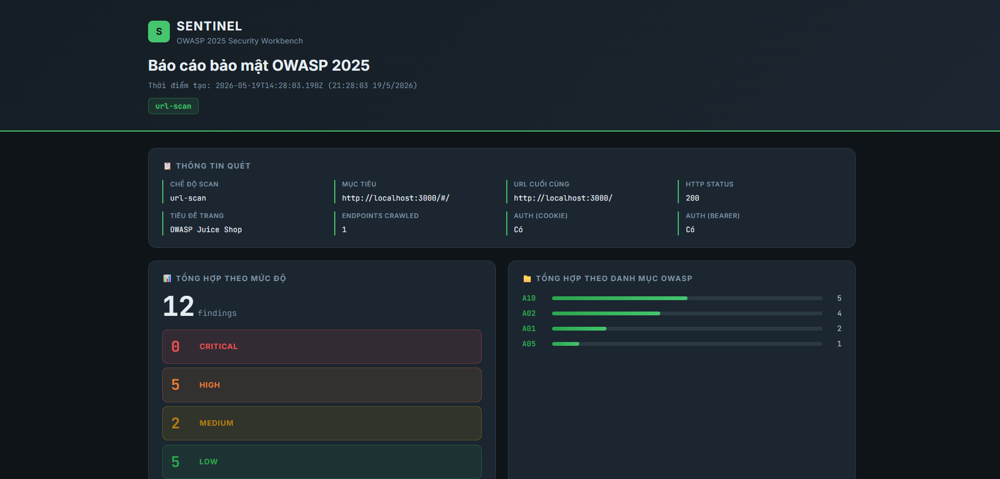 S
SENTINEL
OWASP 2025 Security Workbench
Báo cáo bảo mật OWASP 2025
Thời điểm tạo: 2026-05-19T14:28:03.190Z (21:28:03 19/5/2026)
url-scan
THÔNG TIN QUÉT
CHẾ ĐỘ SCAN
url-scan
MỤC TIÊU
http://localhost:3000/#/
URL CUỐI CÙNG
http://localhost:3000/
HTTP STATUS
200
TIÊU ĐỀ TRANG
OWASP Juice Shop
ENDPOINTS CRAWLED
1
AUTH (COOKIE)
Có
AUTH (BEARER)
Có
TỔNG HỢP THEO MỨC ĐỘ
12 findings
0 CRITICAL
5 HIGH
2 MEDIUM
5 LOW
TỔNG HỢP THEO DANH MỤC OWASP
A10 5
A02 4
A01 2
A05 1